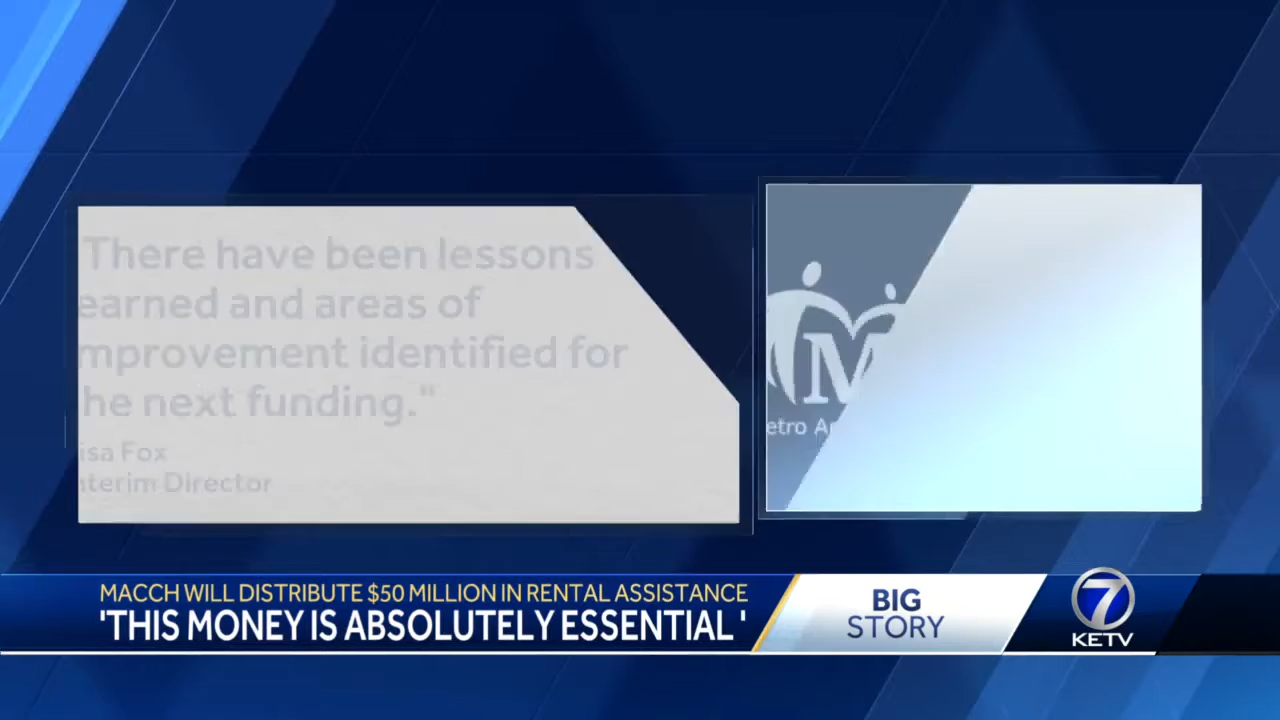 There have been lessons
earned and areas of
mprovement identified for
he next funding."
isa Fox
nterim Director
M
etro A
MACCH WILL DISTRIBUTE $50 MILLION IN RENTAL ASSISTANCE
'THIS MONEY IS ABSOLUTELY ESSENTIAL '
BIG
STORY
7
KETV